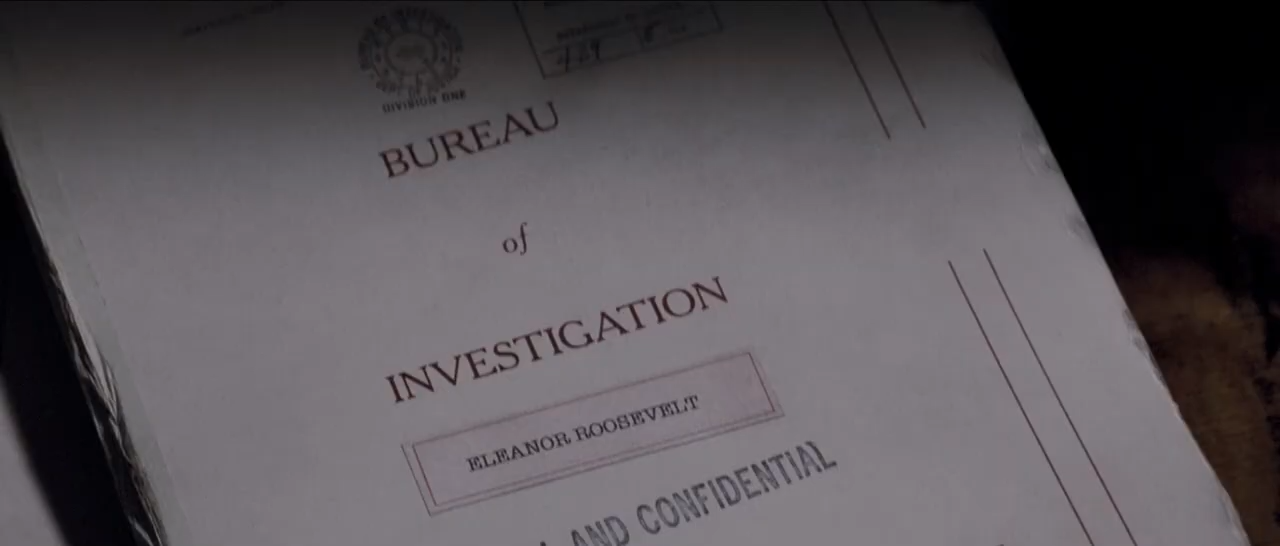 DIVISION ONE
BUREAU
of
INVESTIGATION
ELEANOR ROOSEVELT
AND CONFIDENTIAL